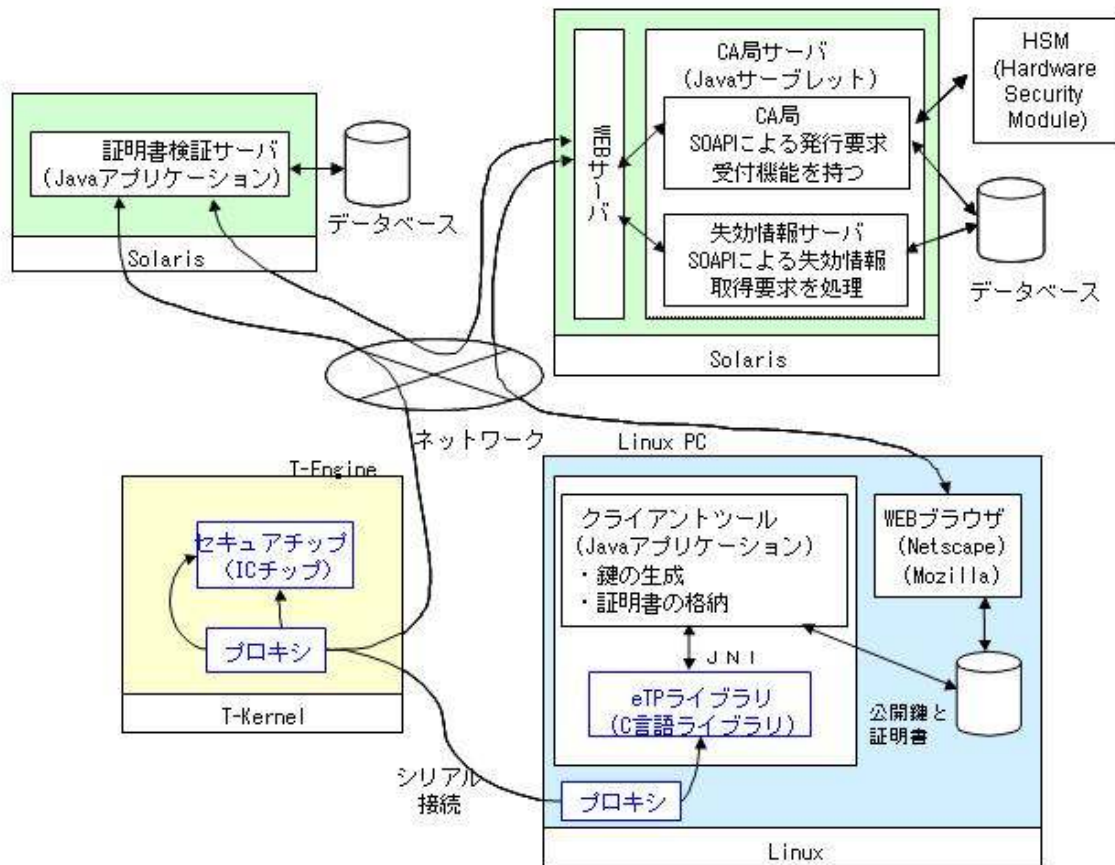 CA局サーバ
(Javaサーブレット)
CA局
SOAPによる発行要求
受付機能を持つ
失効情報サーバ
SOAPによる失効情報
取得要求を処理
WEBサーバ
Solaris
HSM
(Hardware
Security
Module)
データベース
証明書検証サーバ
(Javaアプリケーション)
データベース
Solaris
ネットワーク
T-Engine
セキュアチップ
(ICチップ)
プロキシ
T-Kernel
シリアル
接続
Linux PC
クライアントツール
(Javaアプリケーション)
・鍵の生成
・証明書の格納
JNI
eTPライブラリ
(C言語ライブラリ)
プロキシ
WEBブラウザ
(Netscape)
(Mozilla)
公開鍵と
証明書
Linux